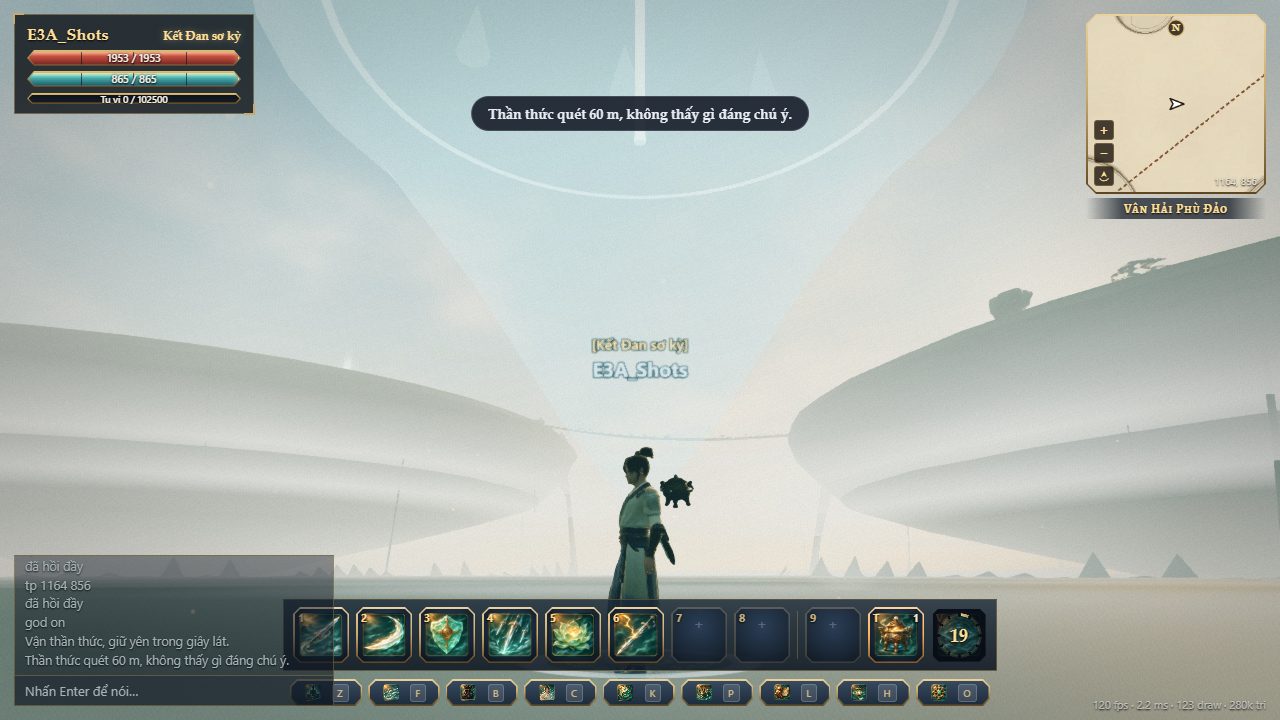 E3A_Shots
Kết Đan sơ kỳ
1953 / 1953
865 / 865
Tu vi 0 / 102500
Thần thức quét 60 m, không thấy gì đáng chú ý.
N
+
−
1164, 856
Vân Hải Phù Đảo
[Kết Đan sơ kỳ]
E3A_Shots
đã hồi đầy
tp 1164 856
đã hồi đầy
god on
Vận thần thức, giữ yên trong giây lát.
Thần thức quét 60 m, không thấy gì đáng chú ý.
Nhấn Enter để nói...
1 2 3 4 5 6 7 8 9 T 1 19
+ + +
Z F B C K P L H O
120 fps · 2.2 ms · 123 draw · 280k tri